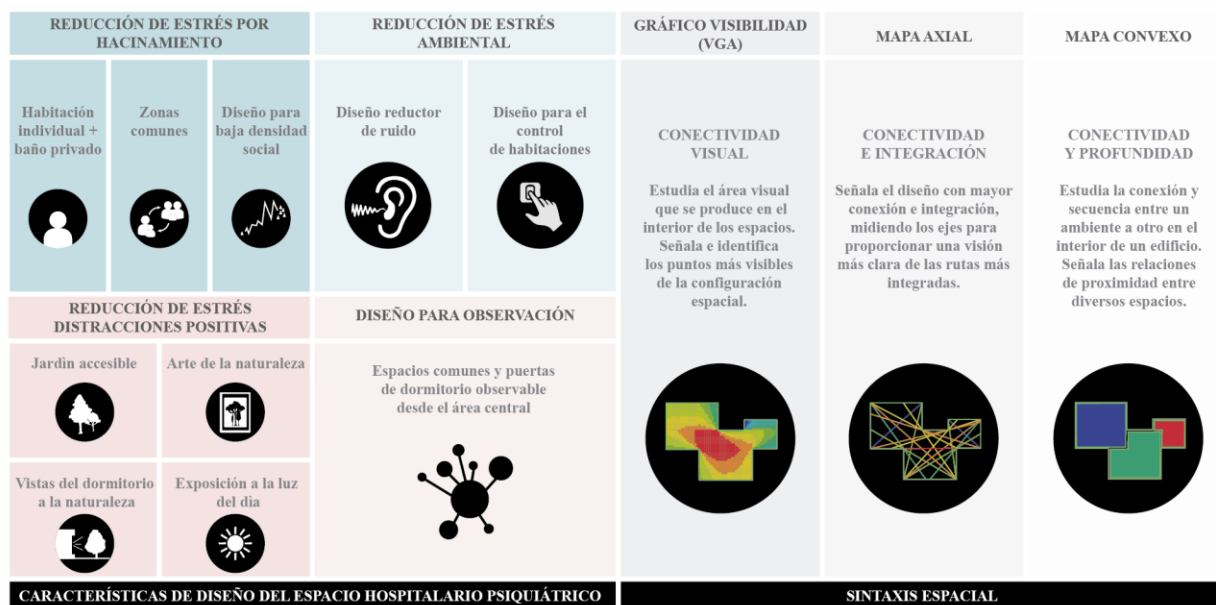 REDUCCIÓN DE ESTRÉS POR
HACINAMIENTO
Habitación
individual +
baño privado
Zonas
comunes
Diseño para
baja densidad
social
REDUCCIÓN DE ESTRÉS
AMBIENTAL
Diseño reductor
de ruido
Diseño para el
control
de habitaciones
REDUCCIÓN DE ESTRÉS
DISTRACCIONES POSITIVAS
Jardìn accesible
Arte de la naturaleza
Vistas del dormitorio
a la naturaleza
Exposición a la luz
del dìa
DISEÑO PARA OBSERVACIÓN
Espacios comunes y puertas
de dormitorio observable
desde el área central
CARACTERÍSTICAS DE DISEÑO DEL ESPACIO HOSPITALARIO PSIQUIÁTRICO
GRÁFICO VISIBILIDAD
(VGA)
CONECTIVIDAD
VISUAL
Estudia el área visual
que se produce en el
interior de los espacios.
Señala e identifica
los puntos más visibles
de la configuración
espacial.
MAPA AXIAL
CONECTIVIDAD
E INTEGRACIÓN
Señala el diseño con mayor
conexión e integración,
midiendo los ejes para
proporcionar una visión
más clara de las rutas más
integradas.
MAPA CONVEXO
CONECTIVIDAD
Y PROFUNDIDAD
Estudia la conexión y
secuencia entre un
ambiente a otro en el
interior de un edificio.
Señala las relaciones
de proximidad entre
diversos espacios.
SINTAXIS ESPACIAL